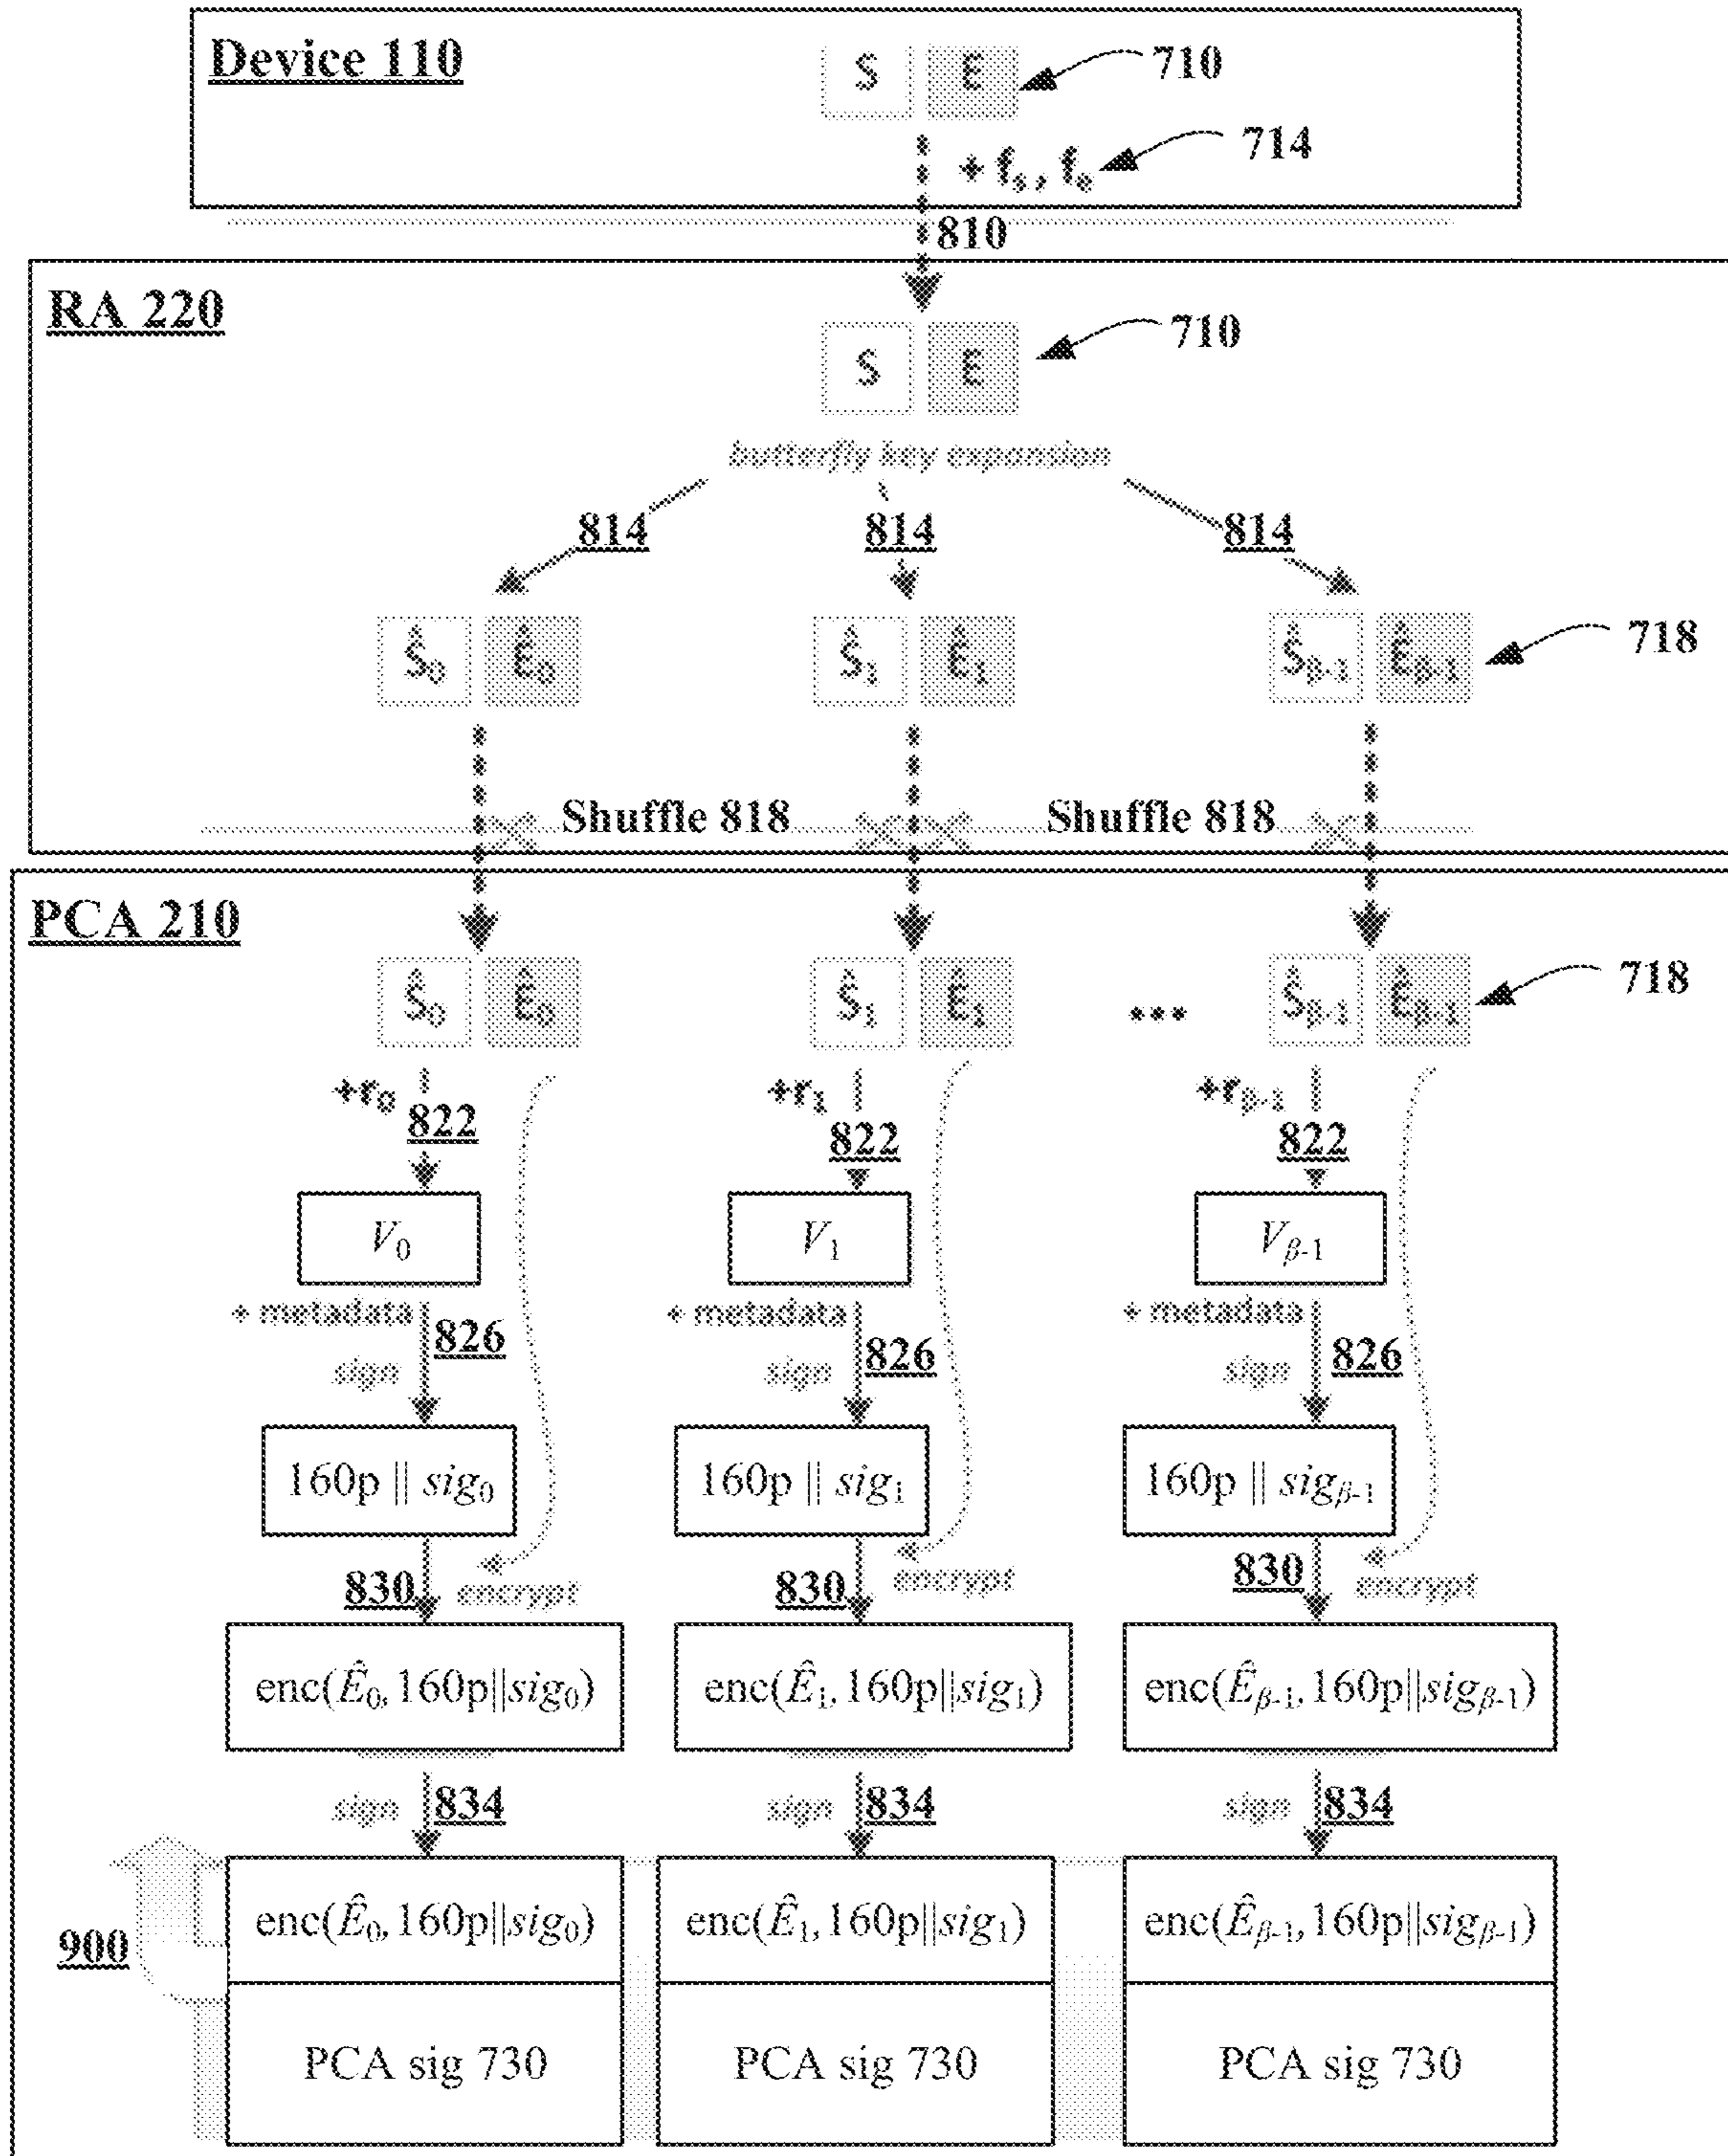 Device 110
S E 710
+ fs, fe 714
810
RA 220
S E 710
butterfly key expansion
814 814 814
Ŝ0 Ê0 Ŝ1 Ê1 Ŝβ-1 Êβ-1 718
Shuffle 818 Shuffle 818
PCA 210
Ŝ0 Ê0 Ŝ1 Ê1 ... Ŝβ-1 Êβ-1 718
+r0 +r1 +rβ-1
822 822 822
V0 V1 Vβ-1
+ metadata + metadata + metadata
826 826 826
sign sign sign
160p || sig0 160p || sig1 160p || sigβ-1
830 encrypt 830 encrypt 830 encrypt
enc(Ê0, 160p||sig0) enc(Ê1, 160p||sig1) enc(Êβ-1, 160p||sigβ-1)
sign 834 sign 834 sign 834
enc(Ê0, 160p||sig0) enc(Ê1, 160p||sig1) enc(Êβ-1, 160p||sigβ-1)
900
PCA sig 730 PCA sig 730 PCA sig 730